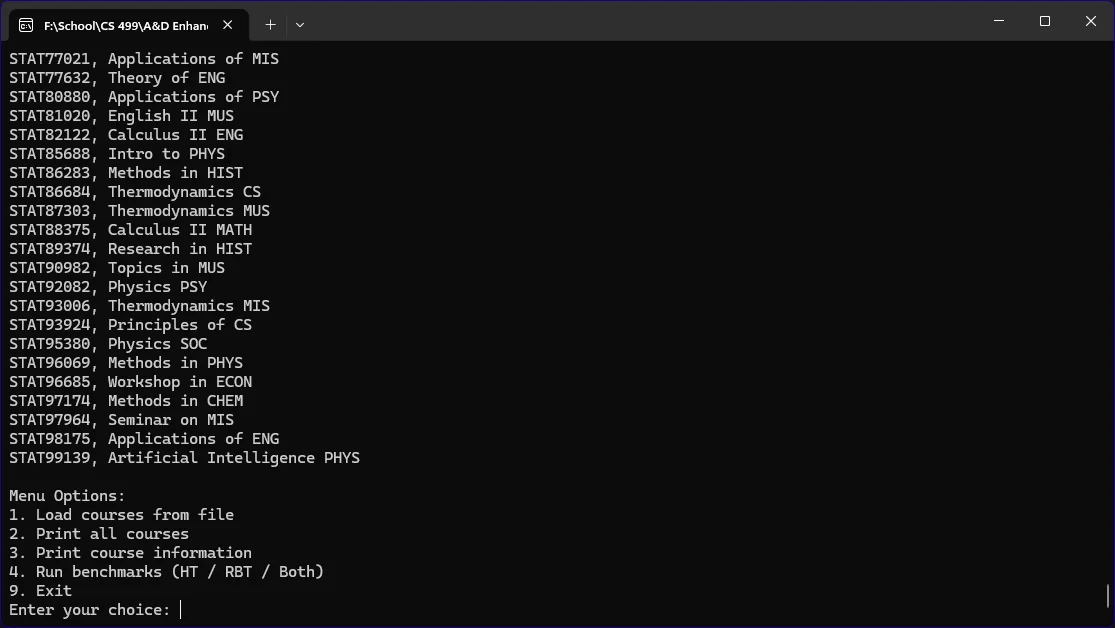 F:\School\CS 499\A&D Enhan
STAT77021, Applications of MIS
STAT77632, Theory of ENG
STAT80880, Applications of PSY
STAT81020, English II MUS
STAT82122, Calculus II ENG
STAT85688, Intro to PHYS
STAT86283, Methods in HIST
STAT86684, Thermodynamics CS
STAT87303, Thermodynamics MUS
STAT88375, Calculus II MATH
STAT89374, Research in HIST
STAT90982, Topics in MUS
STAT92082, Physics PSY
STAT93006, Thermodynamics MIS
STAT93924, Principles of CS
STAT95380, Physics SOC
STAT96069, Methods in PHYS
STAT96685, Workshop in ECON
STAT97174, Methods in CHEM
STAT97964, Seminar on MIS
STAT98175, Applications of ENG
STAT99139, Artificial Intelligence PHYS
Menu Options:
1. Load courses from file
2. Print all courses
3. Print course information
4. Run benchmarks (HT / RBT / Both)
9. Exit
Enter your choice: